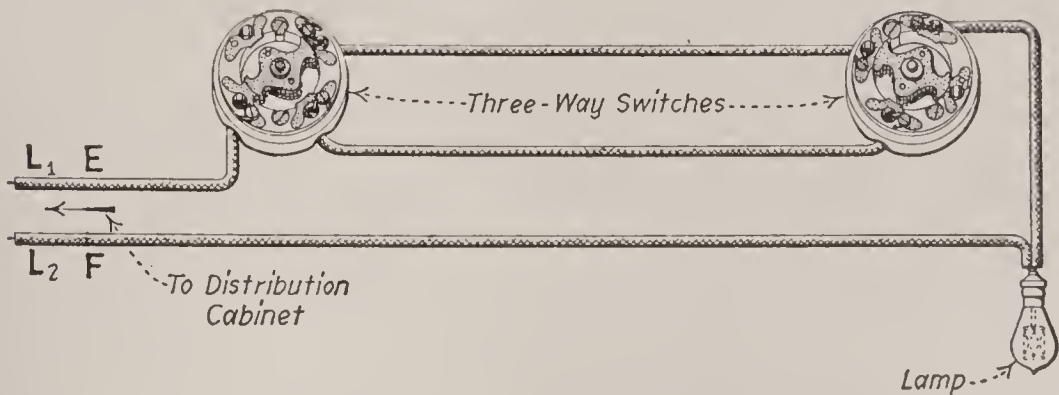 Three-Way Switches
L₁ E
L₂ F
To Distribution
Cabinet
Lamp